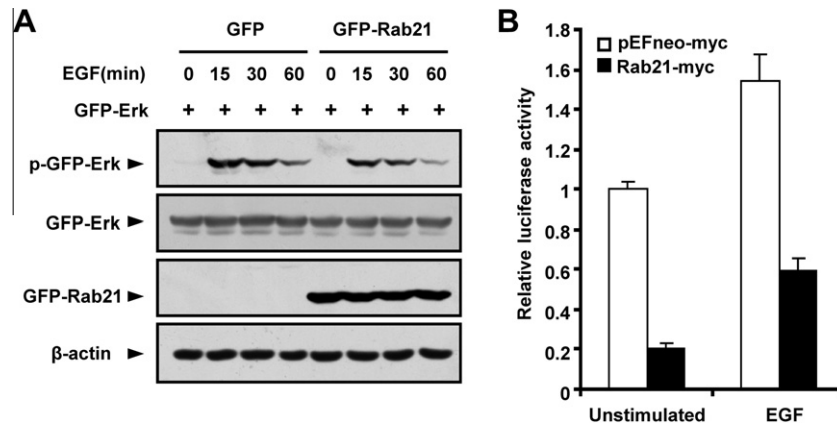 A
GFP GFP-Rab21
EGF(min) 0 15 30 60 0 15 30 60
GFP-Erk + + + + + + + +
p-GFP-Erk ►
GFP-Erk ►
GFP-Rab21 ►
β-actin ►
B
Relative luciferase activity
1.8
1.6
1.4
1.2
1
0.8
0.6
0.4
0.2
0
pEFneo-myc
Rab21-myc
Unstimulated EGF